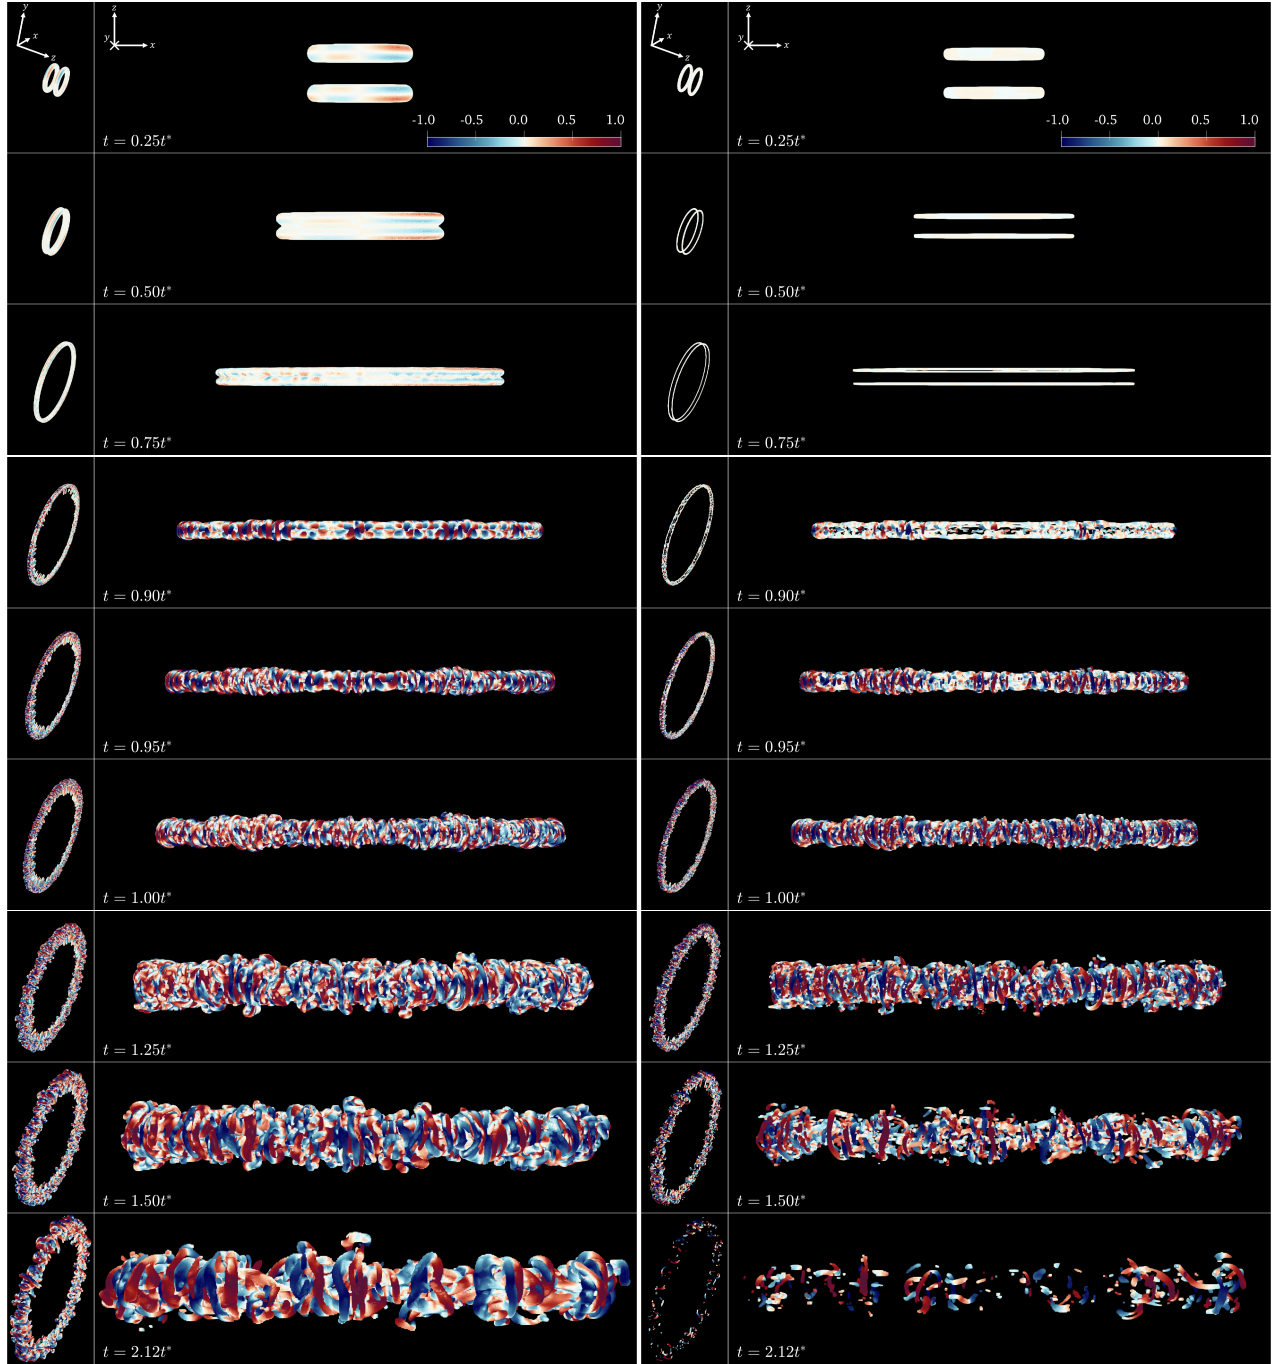 y x z
z y x
-1.0 -0.5 0.0 0.5 1.0
t = 0.25t*
t = 0.50t*
t = 0.75t*
t = 0.90t*
t = 0.95t*
t = 1.00t*
t = 1.25t*
t = 1.50t*
t = 2.12t*
y x z
z y x
-1.0 -0.5 0.0 0.5 1.0
t = 0.25t*
t = 0.50t*
t = 0.75t*
t = 0.90t*
t = 0.95t*
t = 1.00t*
t = 1.25t*
t = 1.50t*
t = 2.12t*